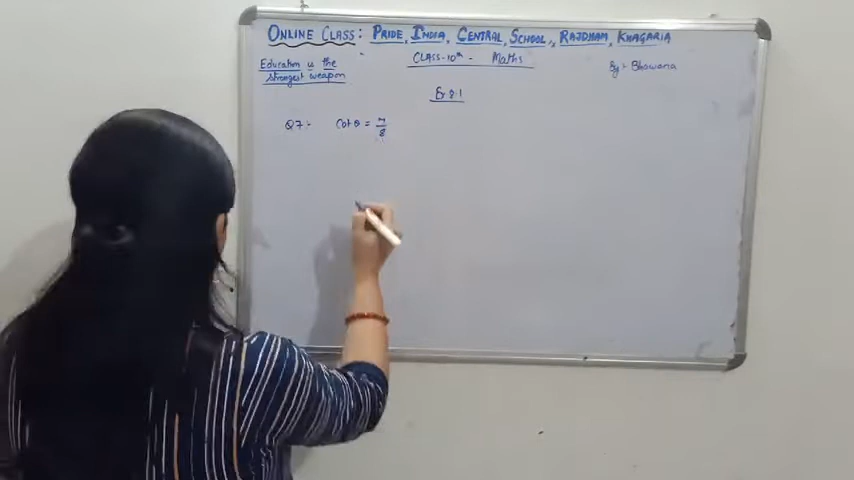 ONLINE CLASS: PRIDE, INDIA, CENTRAL, SCHOOL, RAJDHAM, KHAGARIA
Education is the strongest weapon
CLASS-10th - Maths
By:- Bhawana
Ex 8.1
Q7:- Cot θ = 7/8